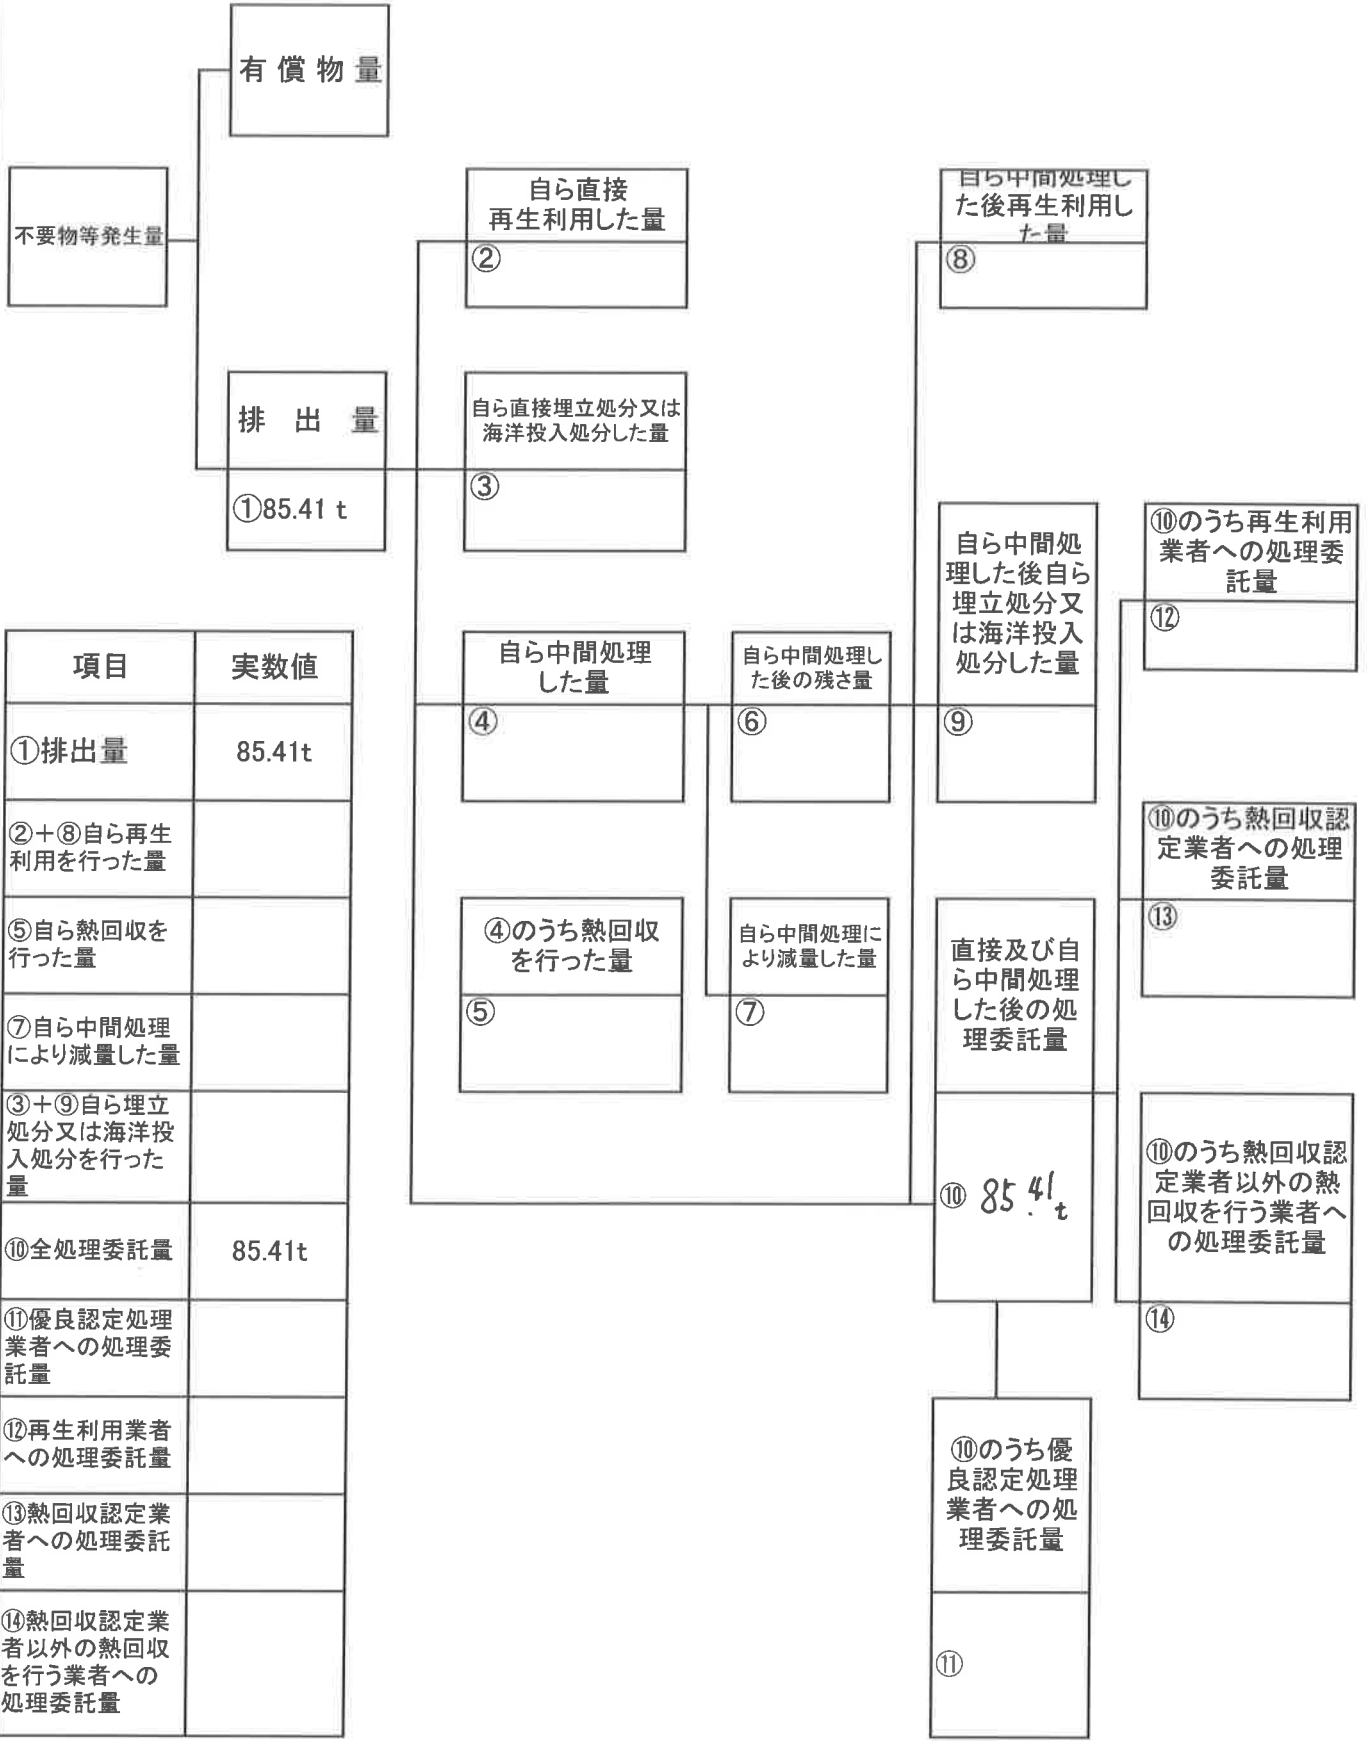 有償物量
不要物等発生量
自ら直接
再生利用した量
②
自ら中間処理し
た後再生利用し
た量
⑧
排出量
①85.41 t
自ら直接埋立処分又は
海洋投入処分した量
③
自ら中間処理
した量
④
自ら中間処理し
た後の残さ量
⑥
自ら中間処
理した後自ら
埋立処分又
は海洋投入
処分した量
⑨
⑩のうち再生利用
業者への処理委
託量
⑫
④のうち熱回収
を行った量
⑤
自ら中間処理に
より減量した量
⑦
直接及び自
ら中間処理
した後の処
理委託量
⑩ 85.41 t
⑩のうち熱回収認
定業者への処理
委託量
⑬
⑩のうち熱回収認
定業者以外の熱
回収を行う業者へ
の処理委託量
⑭
⑩のうち優
良認定処理
業者への処
理委託量
⑪
項目 実数値
①排出量 85.41t
②+⑧自ら再生
利用を行った量
⑤自ら熱回収を
行った量
⑦自ら中間処理
により減量した量
③+⑨自ら埋立
処分又は海洋投
入処分を行った
量
⑩全処理委託量 85.41t
⑪優良認定処理
業者への処理委
託量
⑫再生利用業者
への処理委託量
⑬熱回収認定業
者への処理委託
量
⑭熱回収認定業
者以外の熱回収
を行う業者への
処理委託量